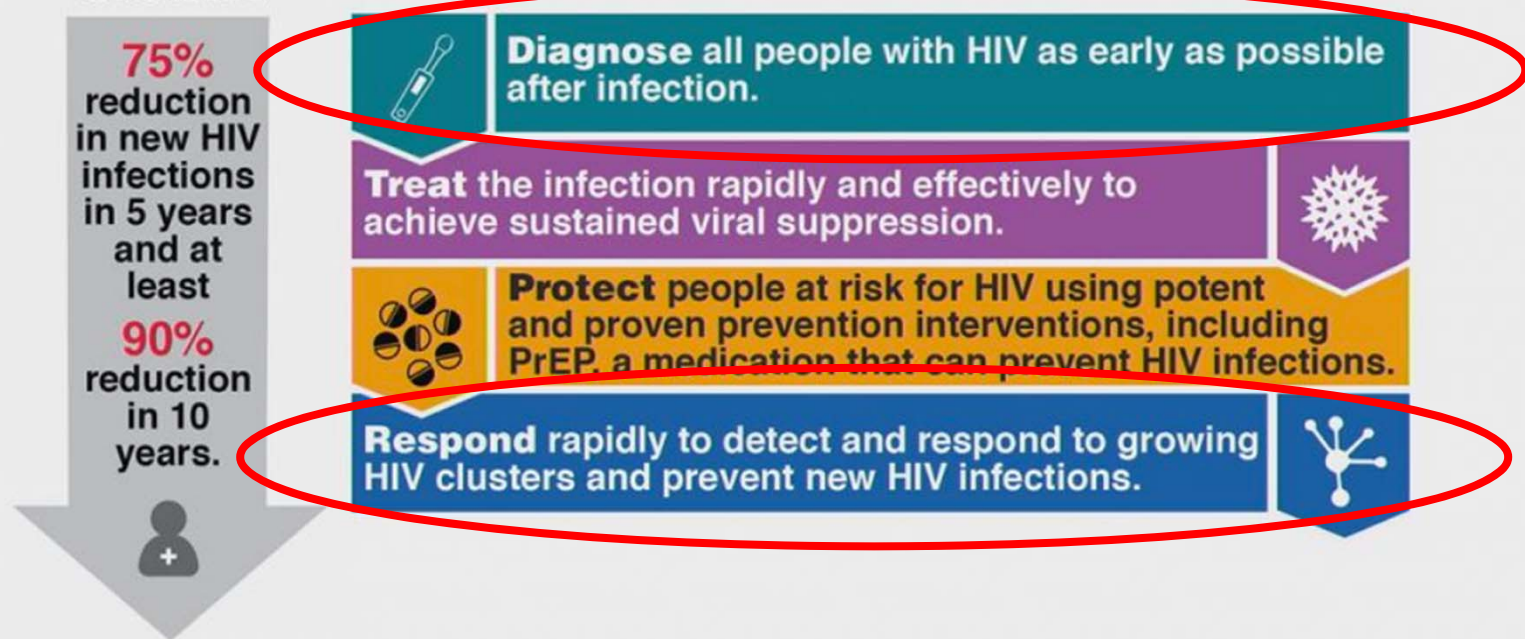 75%
reduction
in new HIV
infections
in 5 years
and at
least
90%
reduction
in 10
years.
Diagnose all people with HIV as early as possible
after infection.
Treat the infection rapidly and effectively to
achieve sustained viral suppression.
Protect people at risk for HIV using potent
and proven prevention interventions, including
PrEP, a medication that can prevent HIV infections.
Respond rapidly to detect and respond to growing
HIV clusters and prevent new HIV infections.